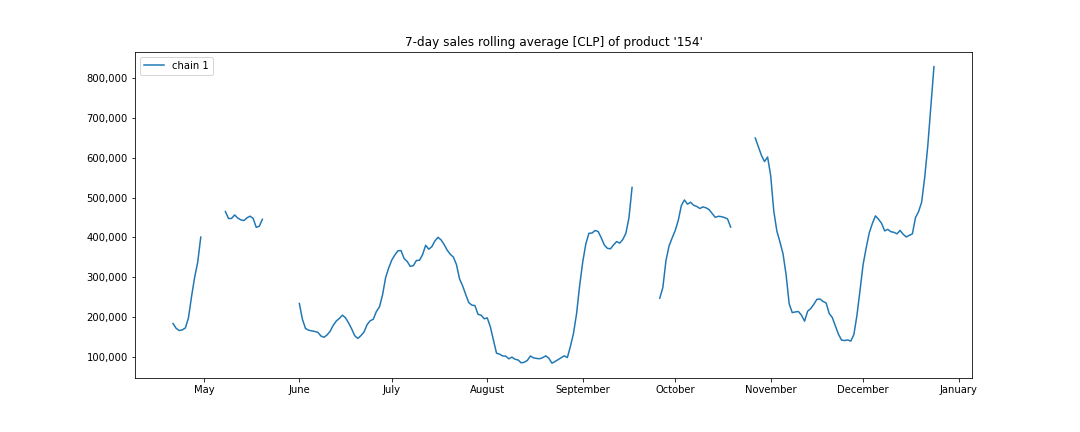 7-day sales rolling average [CLP] of product '154'
chain 1
800,000
700,000
600,000
500,000
400,000
300,000
200,000
100,000
May June July August September October November December January